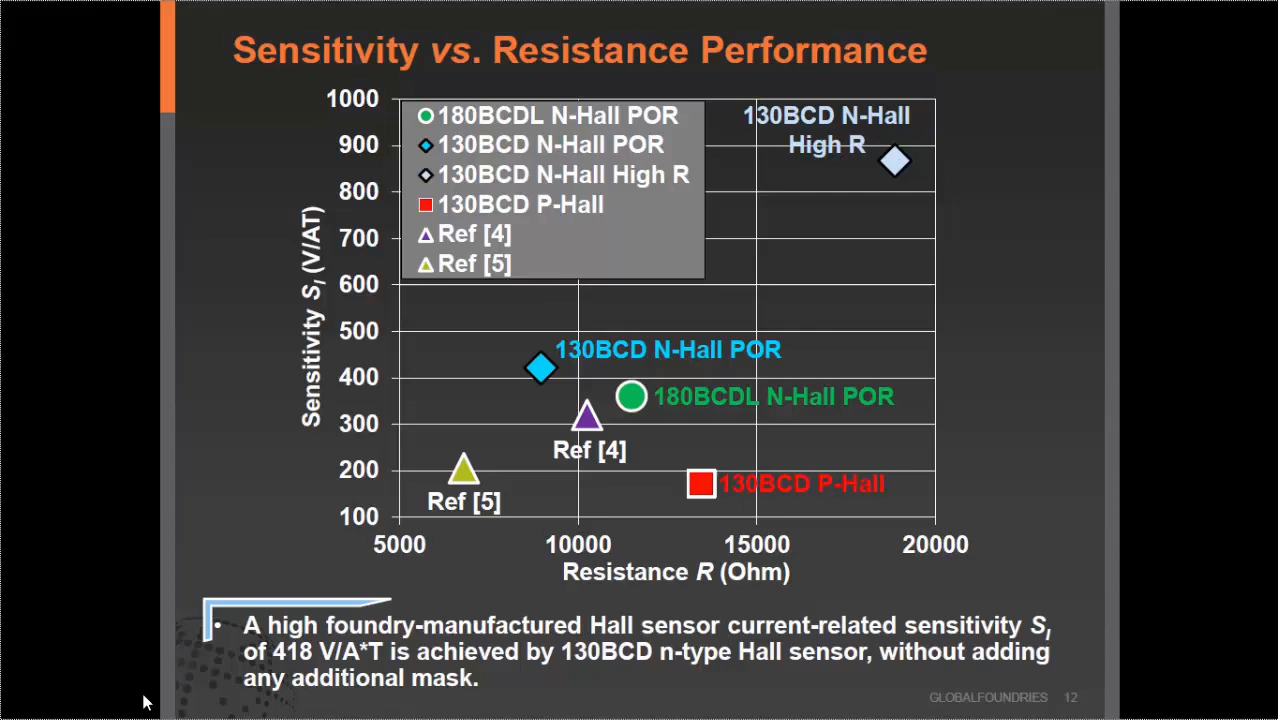 Sensitivity vs. Resistance Performance
1000
900
800
700
600
500
400
300
200
100
Sensitivity SI (V/AT)
180BCDL N-Hall POR
130BCD N-Hall POR
130BCD N-Hall High R
130BCD P-Hall
Ref [4]
Ref [5]
130BCD N-Hall
High R
130BCD N-Hall POR
180BCDL N-Hall POR
Ref [4]
Ref [5]
130BCD P-Hall
5000
10000
15000
20000
Resistance R (Ohm)
• A high foundry-manufactured Hall sensor current-related sensitivity SI
of 418 V/A*T is achieved by 130BCD n-type Hall sensor, without adding
any additional mask.
GLOBALFOUNDRIES 12